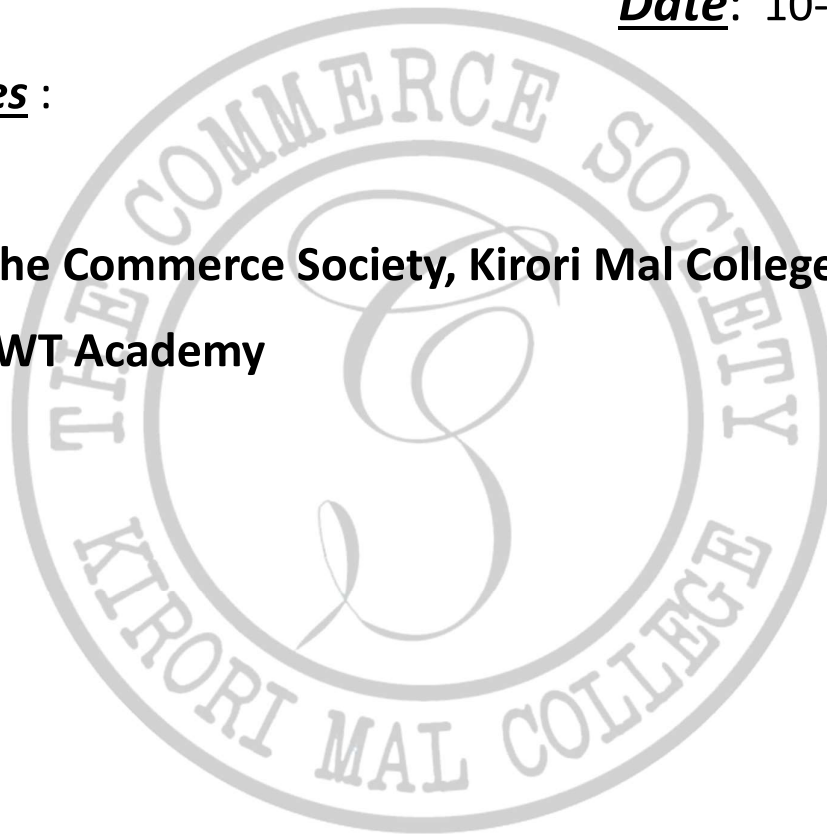 Date: 10-
es :
he Commerce Society, Kirori Mal College
WT Academy
THE COMMERCE SOCIETY
KIRORI MAL COLLEGE